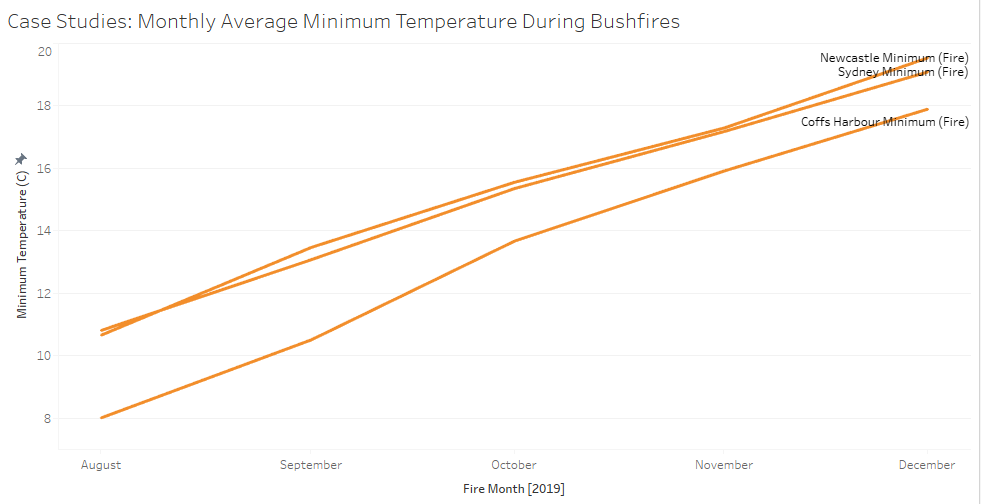 Case Studies: Monthly Average Minimum Temperature During Bushfires
Minimum Temperature (C)
20
18
16
14
12
10
8
Newcastle Minimum (Fire)
Sydney Minimum (Fire)
Coffs Harbour Minimum (Fire)
August September October November December
Fire Month [2019]